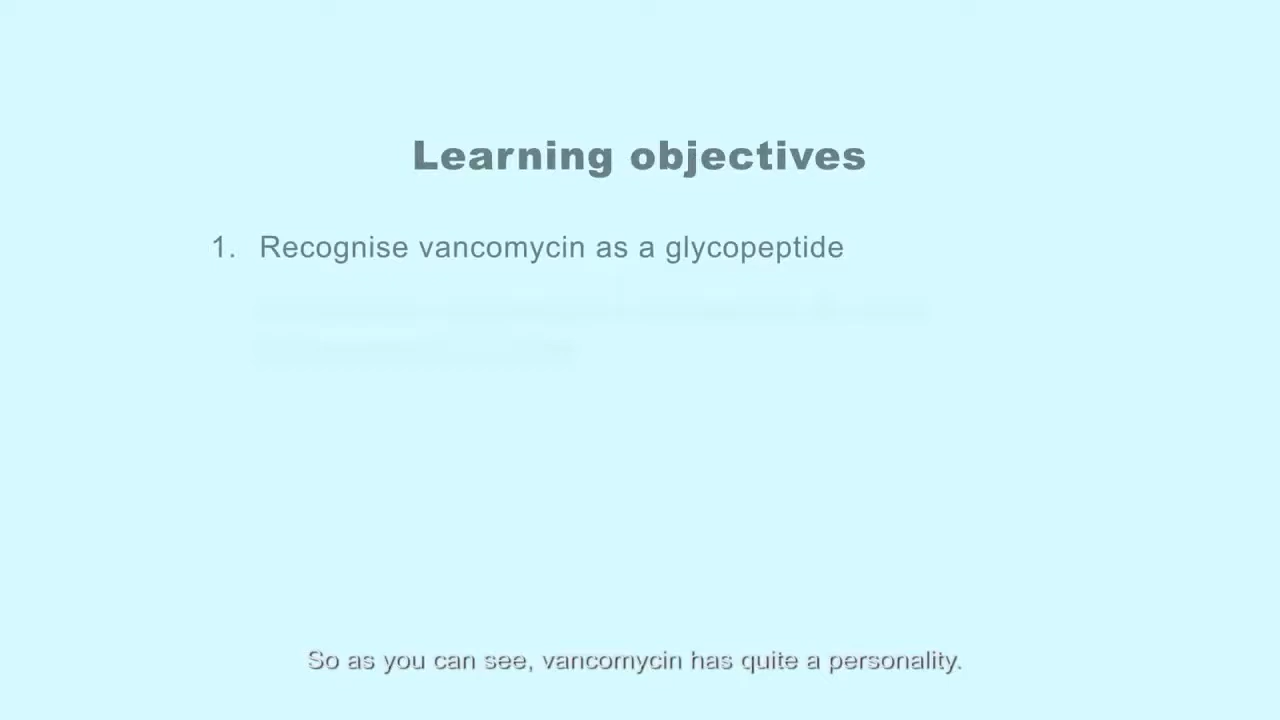 Learning objectives
1. Recognise vancomycin as a glycopeptide
So as you can see, vancomycin has quite a personality.